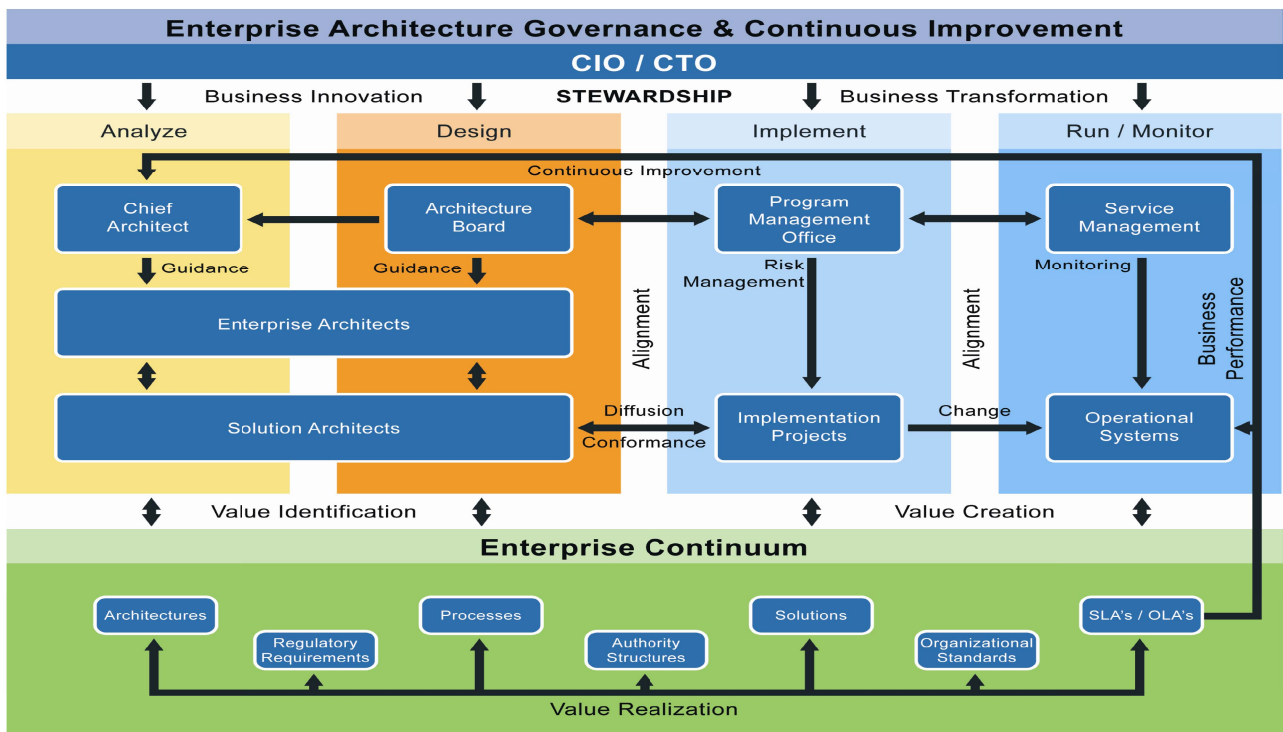 Enterprise Architecture Governance & Continuous Improvement
CIO / CTO
Business Innovation
STEWARDSHIP
Business Transformation
Analyze
Design
Implement
Run / Monitor
Continuous Improvement
Chief
Architect
Architecture
Board
Program
Management
Office
Service
Management
Guidance
Guidance
Risk
Management
Monitoring
Enterprise Architects
Alignment
Alignment
Business
Performance
Solution Architects
Diffusion
Conformance
Implementation
Projects
Change
Operational
Systems
Value Identification
Value Creation
Enterprise Continuum
Architectures
Regulatory
Requirements
Processes
Authority
Structures
Solutions
Organizational
Standards
SLA's / OLA's
Value Realization